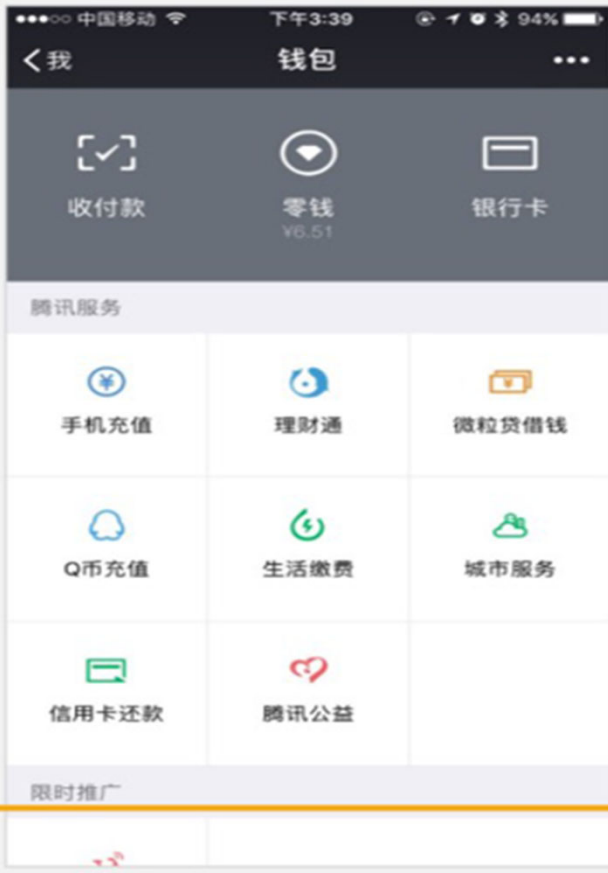 中国移动 下午3:39 94%
我 钱包
收付款 零钱 银行卡
¥6.51
腾讯服务
手机充值 理财通 微粒贷借钱
Q币充值 生活缴费 城市服务
信用卡还款 腾讯公益
限时推广